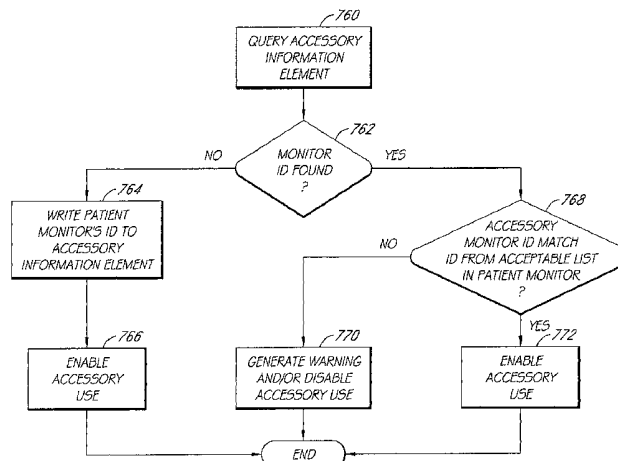 760
QUERY ACCESSORY
INFORMATION
ELEMENT
762
NO
MONITOR
ID FOUND
?
YES
764
WRITE PATIENT
MONITOR'S ID TO
ACCESSORY
INFORMATION ELEMENT
768
ACCESSORY
MONITOR ID MATCH
ID FROM ACCEPTABLE LIST
IN PATIENT MONITOR
?
NO
YES
766
ENABLE
ACCESSORY
USE
770
GENERATE WARNING
AND/OR DISABLE
ACCESSORY USE
772
ENABLE
ACCESSORY
USE
END